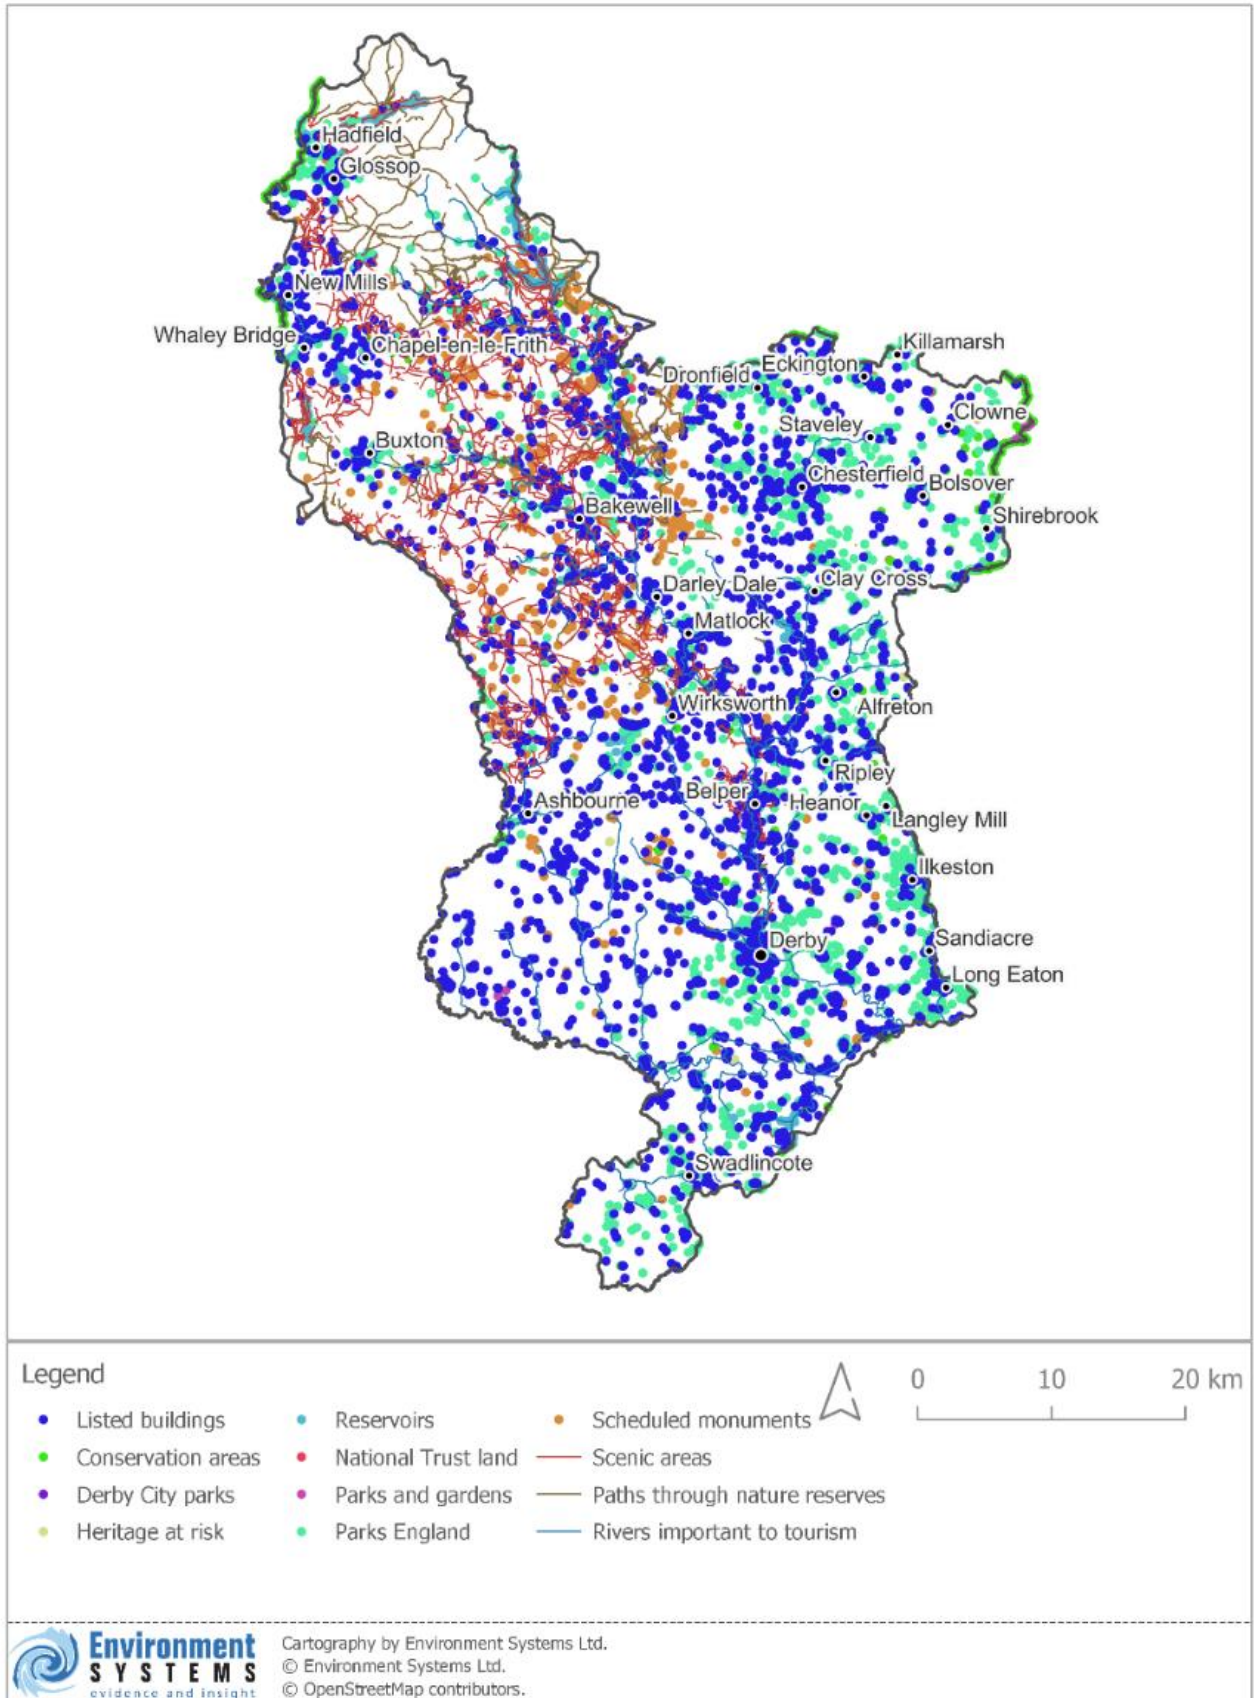 Hadfield
Glossop
New Mills
Whaley Bridge
Chapel-en-le-Frith
Killamarsh
Dronfield
Eckington
Clowne
Staveley
Buxton
Chesterfield
Bolsover
Bakewell
Shirebrook
Darley Dale
Clay Cross
Matlock
Wirksworth
Alfreton
Ripley
Ashbourne
Belper
Heanor
Langley Mill
Ilkeston
Derby
Sandiacre
Long Eaton
Swadlincote
Legend
0 10 20 km
Listed buildings
Conservation areas
Derby City parks
Heritage at risk
Reservoirs
National Trust land
Parks and gardens
Parks England
Scheduled monuments
Scenic areas
Paths through nature reserves
Rivers important to tourism
Environment
SYSTEMS
evidence and insight
Cartography by Environment Systems Ltd.
© Environment Systems Ltd.
© OpenStreetMap contributors.